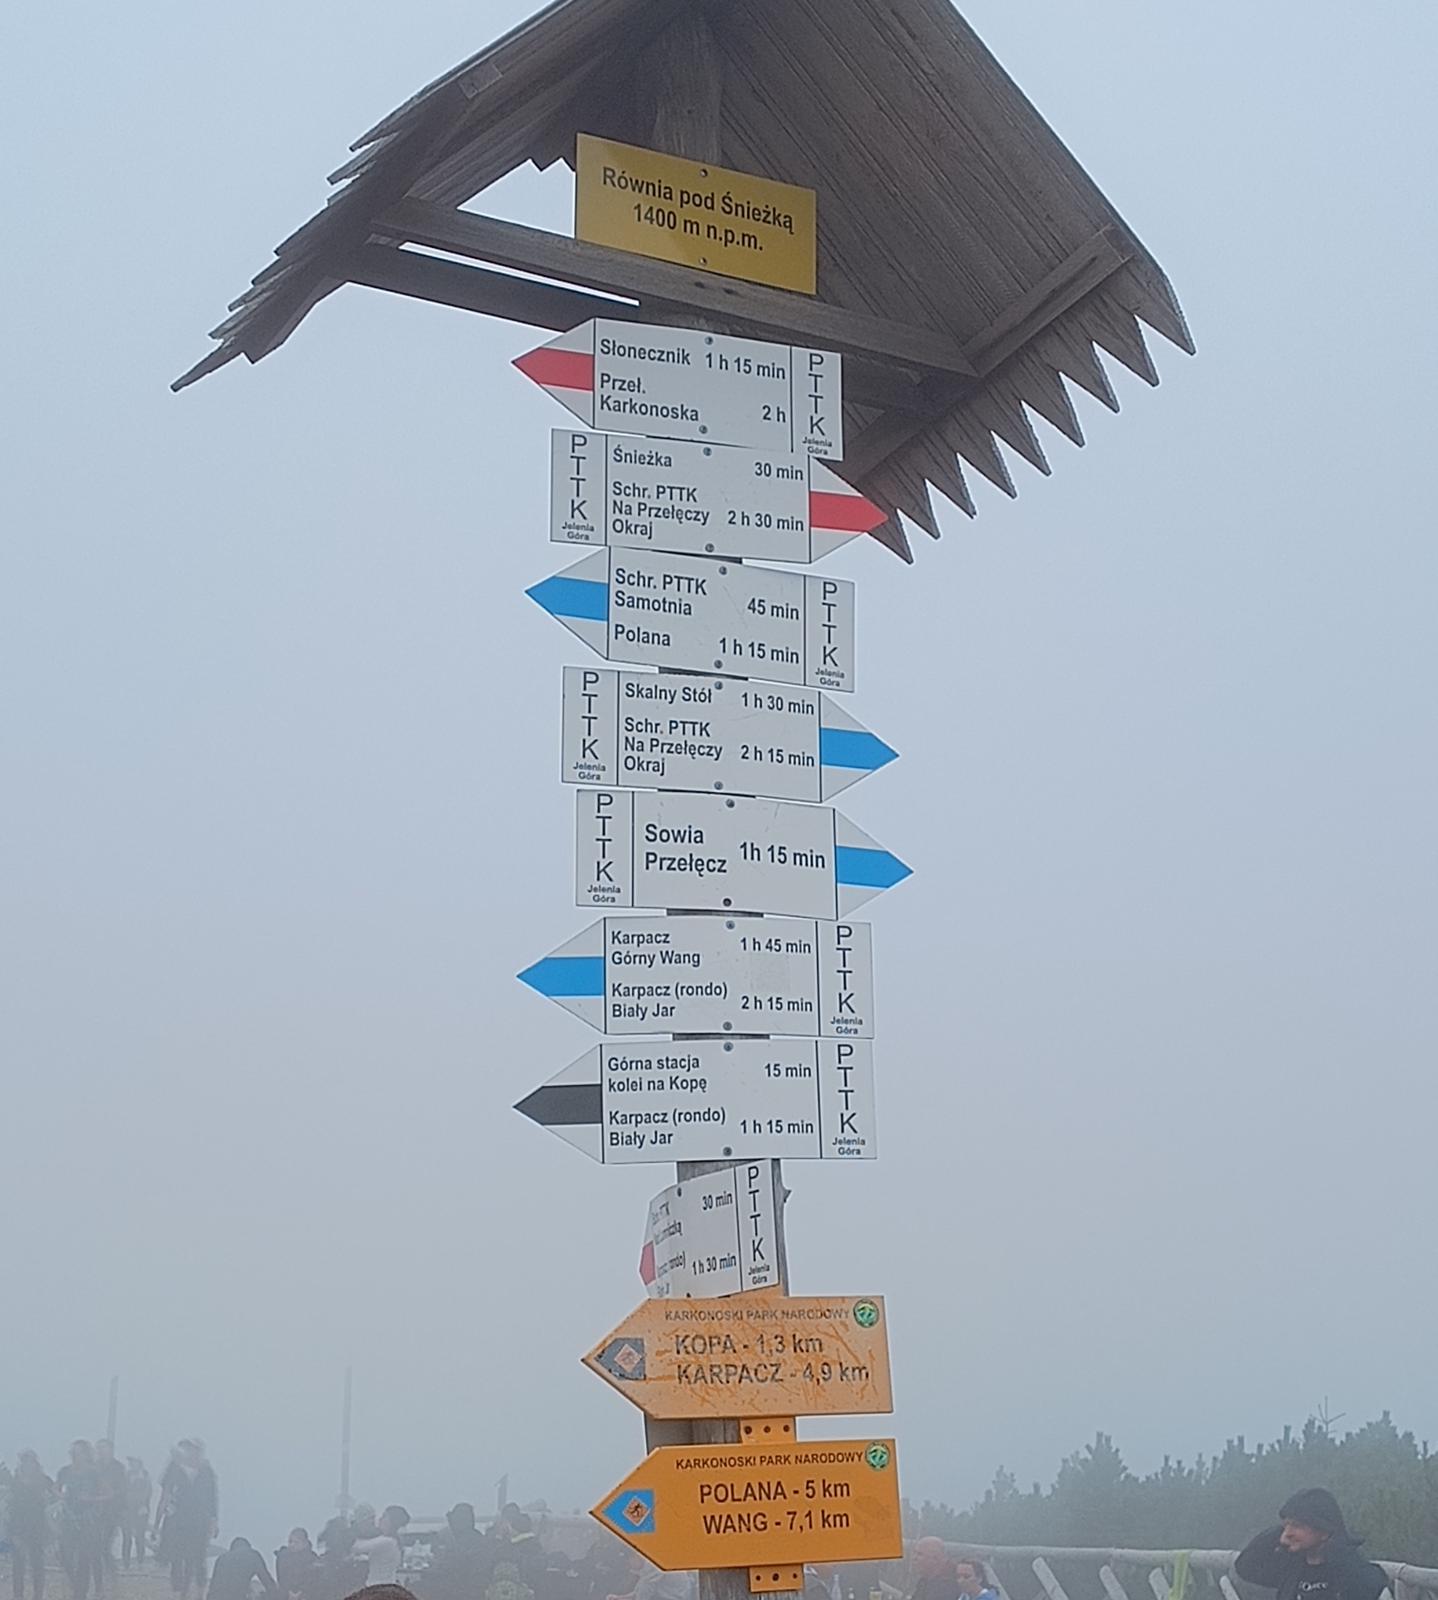 Równia pod Śnieżką
1400 m n.p.m.
Słonecznik 1 h 15 min
Przeł.
Karkonoska 2 h
PTTK
Jelenia
Góra
PTTK
Jelenia
Góra
Śnieżka 30 min
Schr. PTTK
Na Przełęczy 2 h 30 min
Okraj
Schr. PTTK
Samotnia 45 min
Polana 1 h 15 min
PTTK
Jelenia
Góra
PTTK
Jelenia
Góra
Skalny Stół 1 h 30 min
Schr. PTTK
Na Przełęczy 2 h 15 min
Okraj
PTTK
Jelenia
Góra
Sowia
Przełęcz 1h 15 min
Karpacz 1 h 45 min
Górny Wang
Karpacz (rondo)
Biały Jar 2 h 15 min
PTTK
Jelenia
Góra
Górna stacja 15 min
kolei na Kopę
Karpacz (rondo)
Biały Jar 1 h 15 min
PTTK
Jelenia
Góra
30 min
1 h 30 min
PTTK
Jelenia
Góra
KARKONOSKI PARK NARODOWY
KOPA - 1,3 km
KARPACZ - 4,9 km
KARKONOSKI PARK NARODOWY
POLANA - 5 km
WANG - 7,1 km